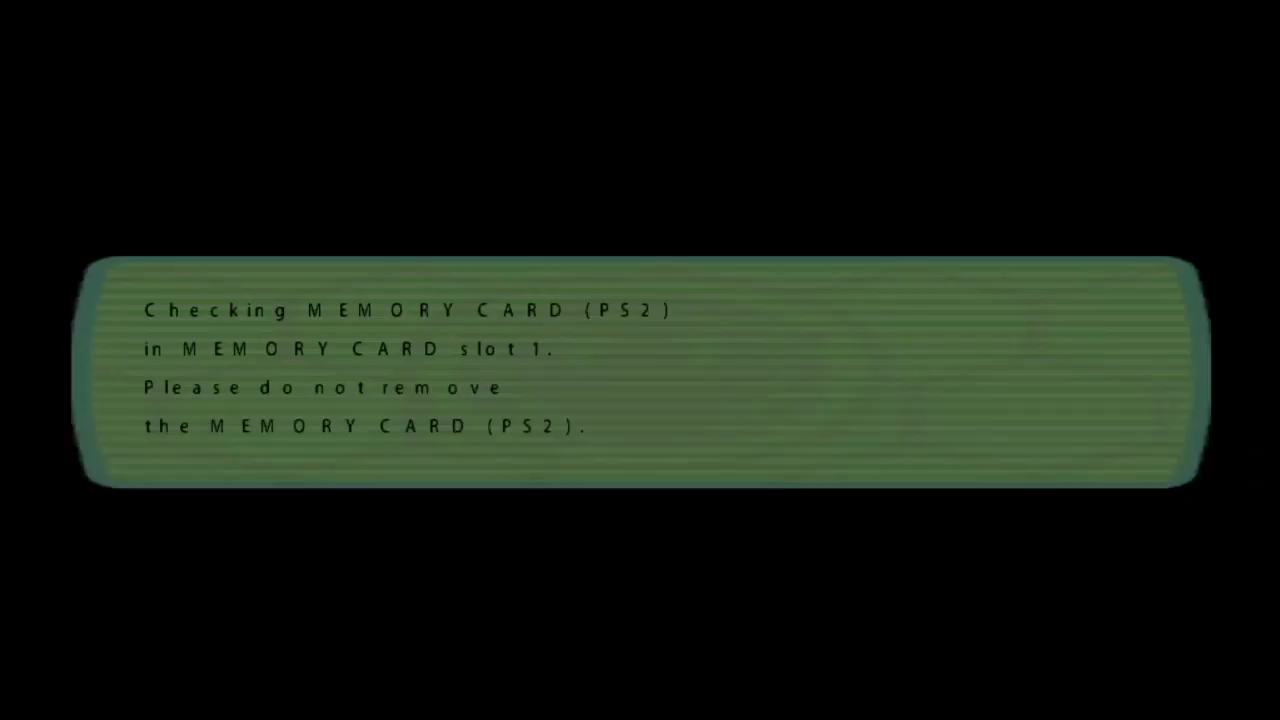 Checking MEMORY CARD (PS2)
in MEMORY CARD slot 1.
Please do not remove
the MEMORY CARD (PS2).